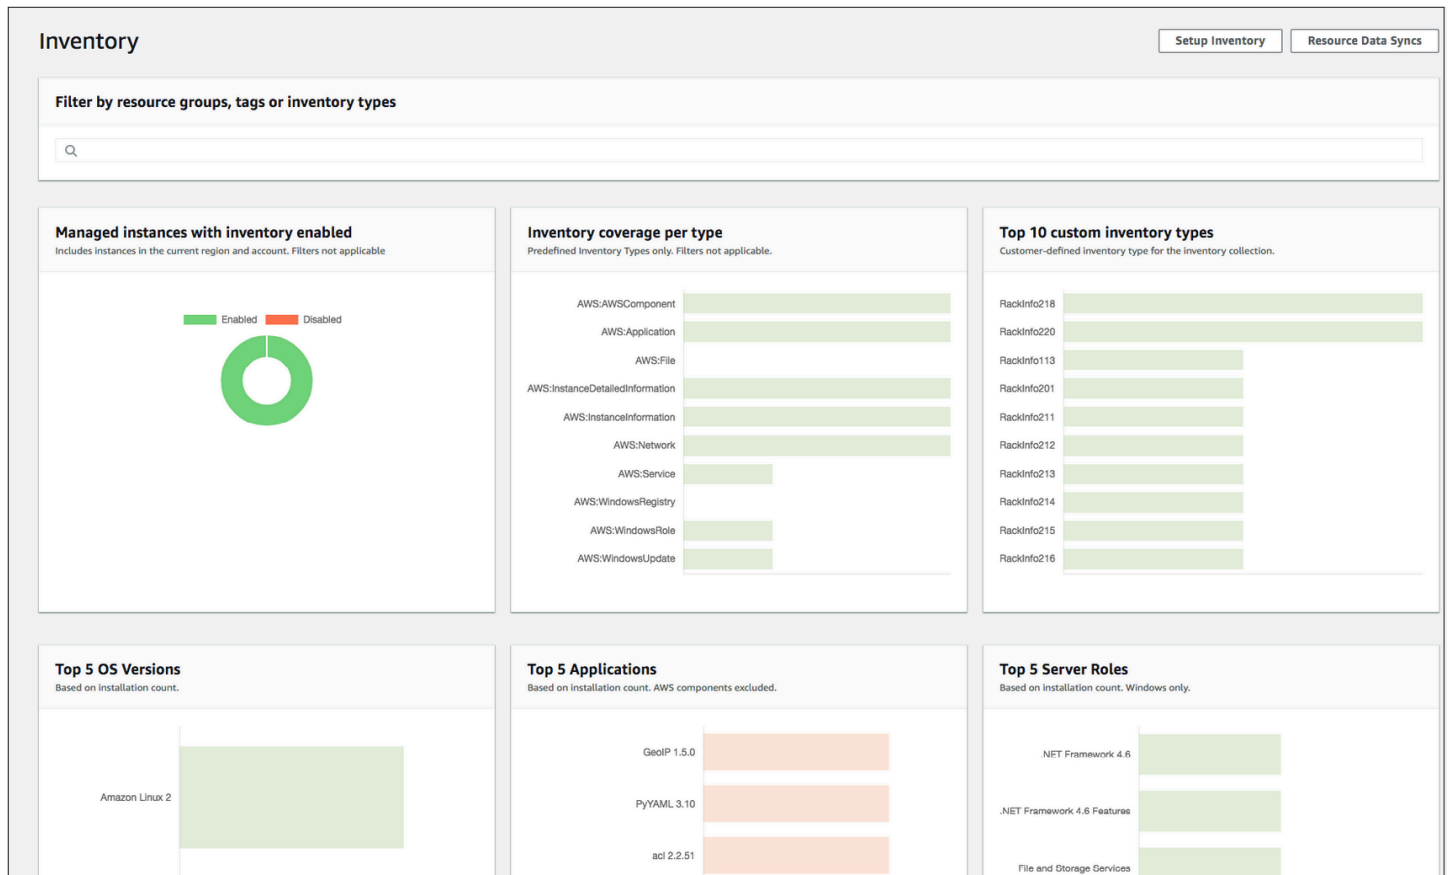 Inventory
Setup Inventory
Resource Data Syncs
Filter by resource groups, tags or inventory types
Managed instances with inventory enabled
Includes instances in the current region and account. Filters not applicable
Enabled
Disabled
Inventory coverage per type
Predefined Inventory Types only. Filters not applicable.
AWS:AWSComponent
AWS:Application
AWS:File
AWS:InstanceDetailedInformation
AWS:InstanceInformation
AWS:Network
AWS:Service
AWS:WindowsRegistry
AWS:WindowsRole
AWS:WindowsUpdate
Top 10 custom inventory types
Customer-defined inventory type for the inventory collection.
RackInfo218
RackInfo220
RackInfo113
RackInfo201
RackInfo211
RackInfo212
RackInfo213
RackInfo214
RackInfo215
RackInfo216
Top 5 OS Versions
Based on installation count.
Amazon Linux 2
Top 5 Applications
Based on installation count. AWS components excluded.
GeoIP 1.5.0
PyYAML 3.10
acl 2.2.51
Top 5 Server Roles
Based on installation count. Windows only.
.NET Framework 4.6
.NET Framework 4.6 Features
File and Storage Services